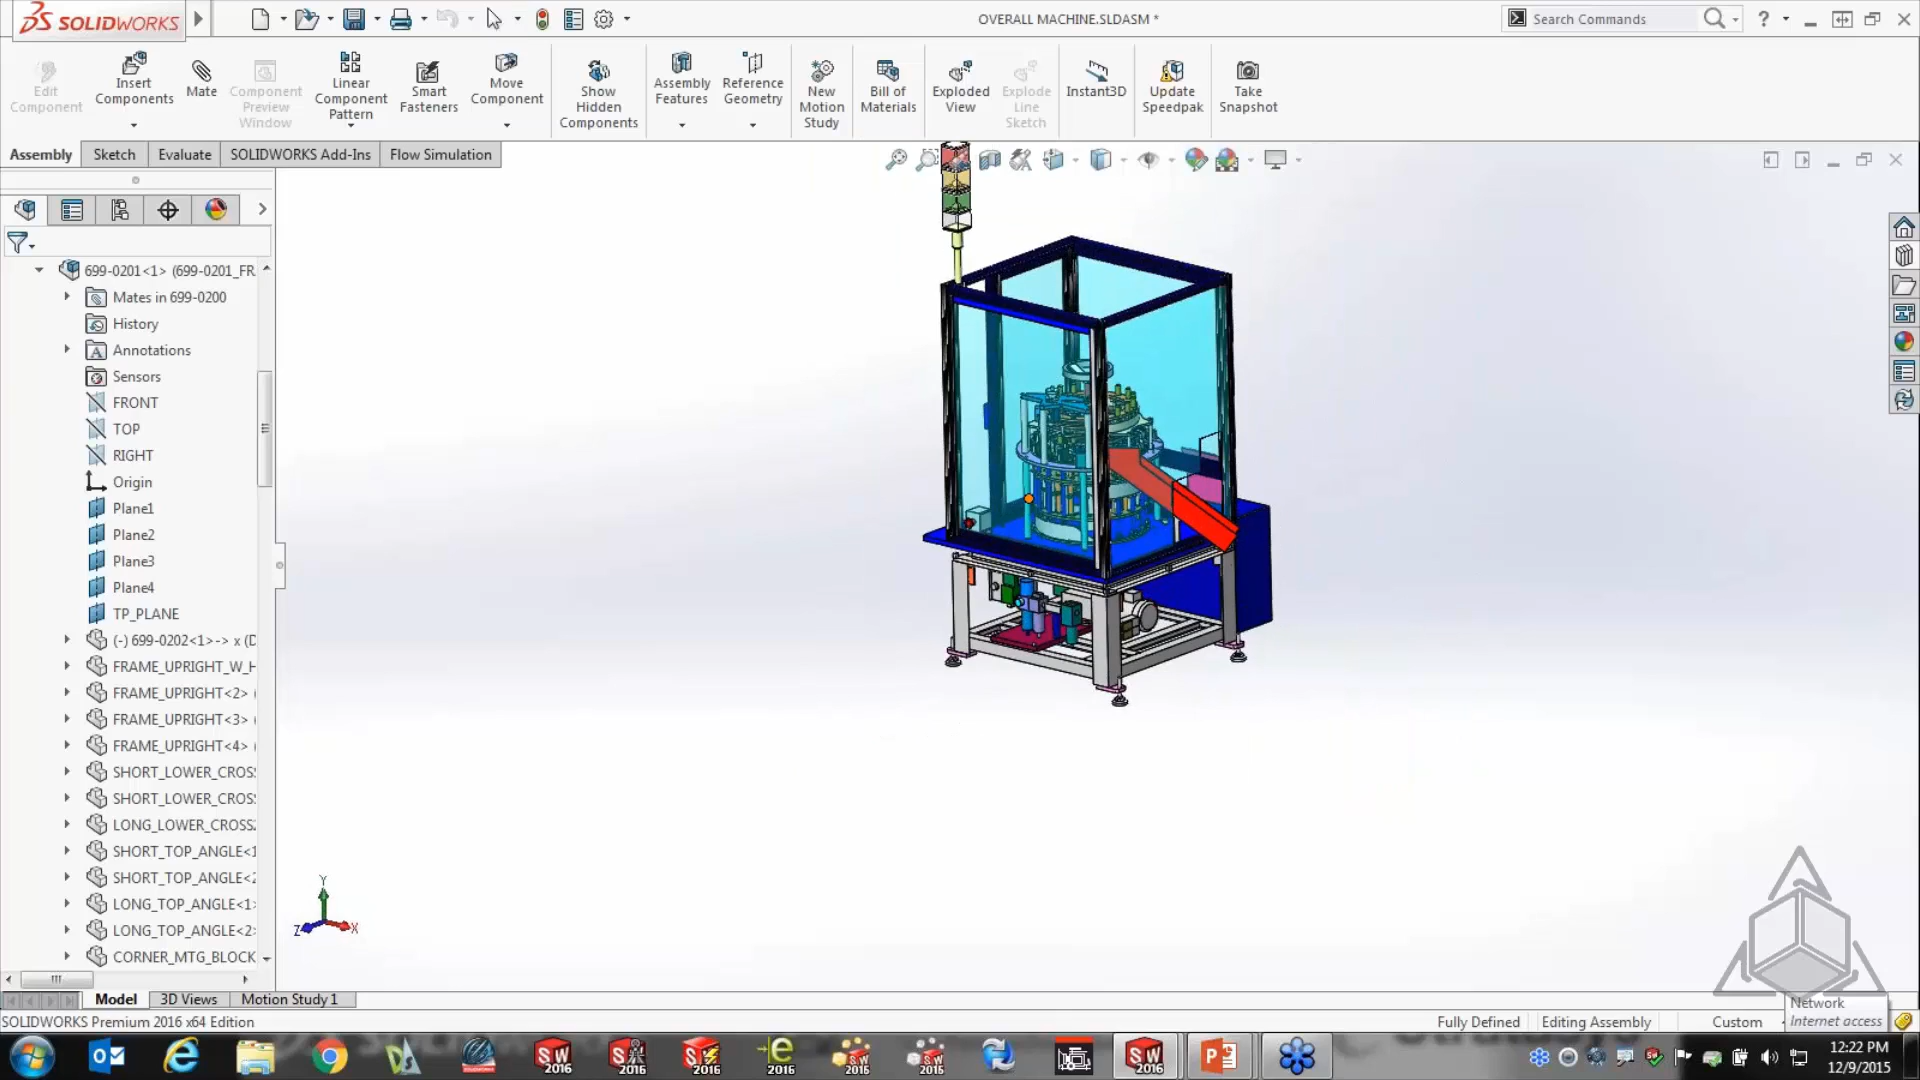 SOLIDWORKS
OVERALL MACHINE.SLDASM *
Search Commands
Edit Component
Insert Components
Mate
Component Preview Window
Linear Component Pattern
Smart Fasteners
Move Component
Show Hidden Components
Assembly Features
Reference Geometry
New Motion Study
Bill of Materials
Exploded View
Explode Line Sketch
Instant3D
Update Speedpak
Take Snapshot
Assembly
Sketch
Evaluate
SOLIDWORKS Add-Ins
Flow Simulation
699-0201<1> (699-0201_FR
Mates in 699-0200
History
Annotations
Sensors
FRONT
TOP
RIGHT
Origin
Plane1
Plane2
Plane3
Plane4
TP_PLANE
(-) 699-0202<1>-> x (D
FRAME_UPRIGHT_W_H
FRAME_UPRIGHT<2> (
FRAME_UPRIGHT<3> (
FRAME_UPRIGHT<4> (
SHORT_LOWER_CROSS
SHORT_LOWER_CROSS
LONG_LOWER_CROSS
SHORT_TOP_ANGLE<1
SHORT_TOP_ANGLE<2
LONG_TOP_ANGLE<1>
LONG_TOP_ANGLE<2>
CORNER_MTG_BLOCK
Y
Z
X
Model
3D Views
Motion Study 1
SOLIDWORKS Premium 2016 x64 Edition
Fully Defined
Editing Assembly
Custom
Network
Internet access
12:22 PM
12/9/2015